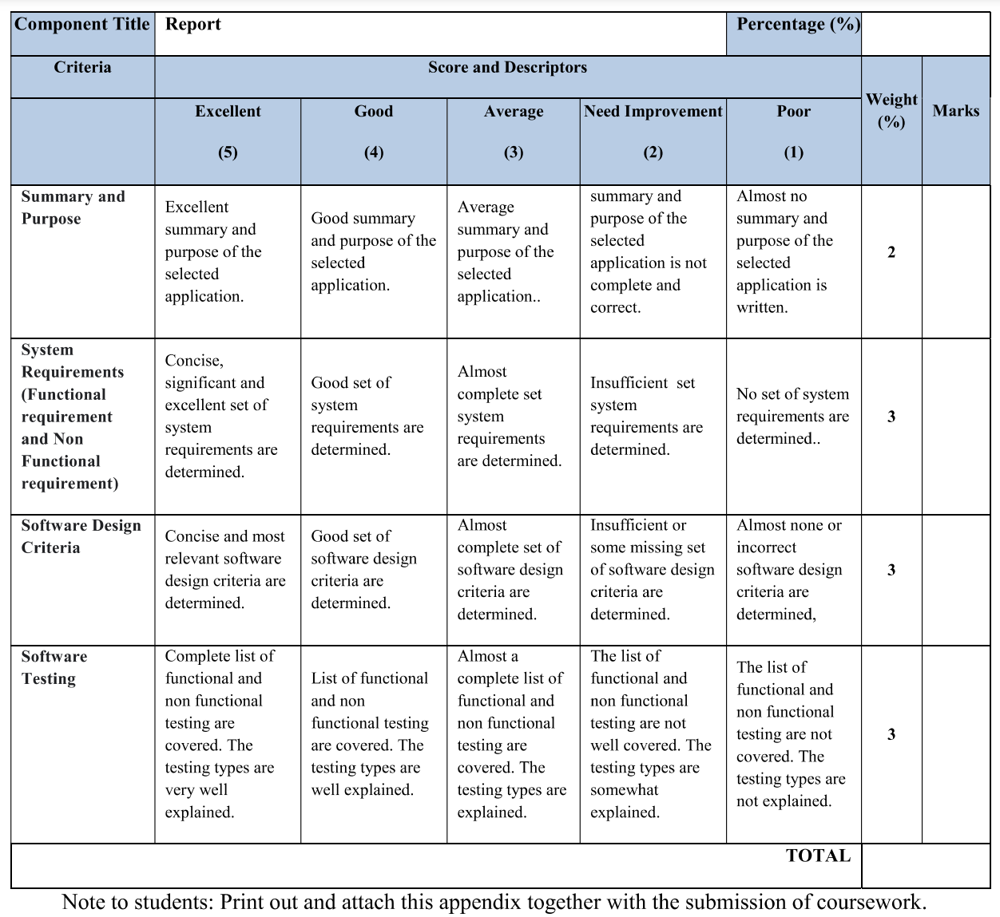 Component Title Report Percentage (%)
Criteria Score and Descriptors Weight (%) Marks
Excellent (5) Good (4) Average (3) Need Improvement (2) Poor (1)
Summary and
Purpose
Excellent
summary and
purpose of the
selected
application.
Good summary
and purpose of the
selected
application.
Average
summary and
purpose of the
selected
application..
summary and
purpose of the
selected
application is not
complete and
correct.
Almost no
summary and
purpose of the
selected
application is
written.
2
System
Requirements
(Functional
requirement
and Non
Functional
requirement)
Concise,
significant and
excellent set of
system
requirements are
determined.
Good set of
system
requirements are
determined.
Almost
complete set
system
requirements
are determined.
Insufficient  set
system
requirements are
determined.
No set of system
requirements are
determined..
3
Software Design
Criteria
Concise and most
relevant software
design criteria are
determined.
Good set of
software design
criteria are
determined.
Almost
complete set of
software design
criteria are
determined.
Insufficient or
some missing set
of software design
criteria are
determined.
Almost none or
incorrect
software design
criteria are
determined,
3
Software
Testing
Complete list of
functional and
non functional
testing are
covered. The
testing types are
very well
explained.
List of functional
and non
functional testing
are covered. The
testing types are
well explained.
Almost a
complete list of
functional and
non functional
testing are
covered. The
testing types are
explained.
The list of
functional and
non functional
testing are not
well covered. The
testing types are
somewhat
explained.
The list of
functional and
non functional
testing are not
covered. The
testing types are
not explained.
3
TOTAL
Note to students: Print out and attach this appendix together with the submission of coursework.